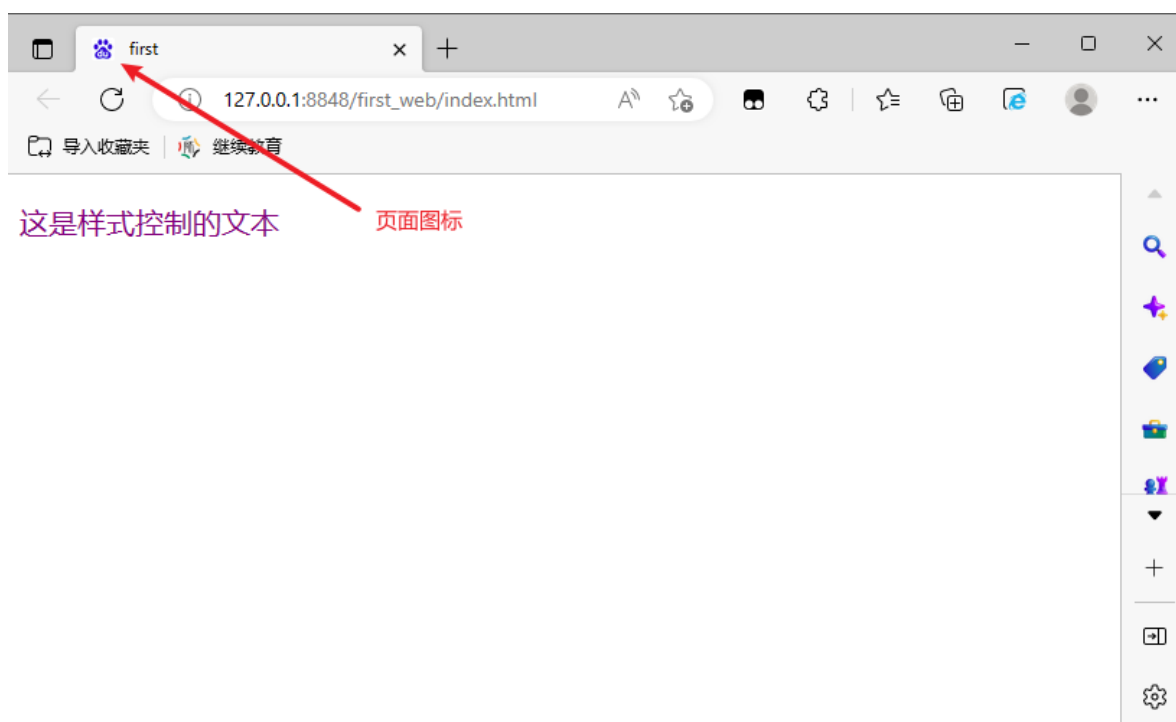 first
127.0.0.1:8848/first_web/index.html
导入收藏夹 继续教育
这是样式控制的文本
页面图标